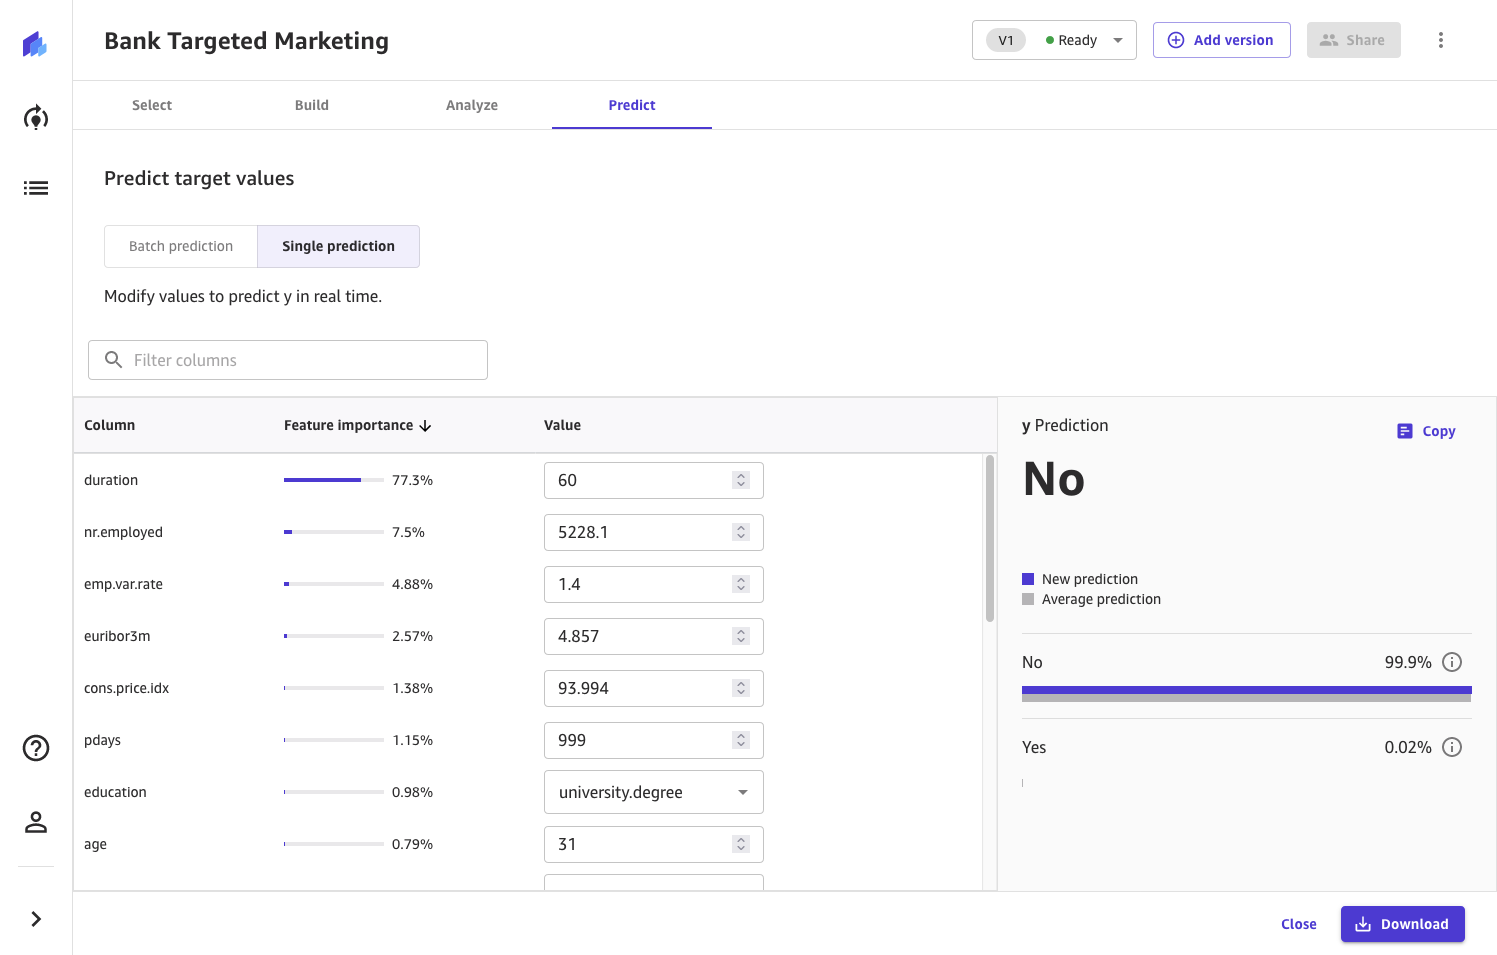 Bank Targeted Marketing
V1
Ready
Add version
Share
Select
Build
Analyze
Predict
Predict target values
Batch prediction
Single prediction
Modify values to predict y in real time.
Filter columns
Column
Feature importance
Value
duration
77.3%
60
nr.employed
7.5%
5228.1
emp.var.rate
4.88%
1.4
euribor3m
2.57%
4.857
cons.price.idx
1.38%
93.994
pdays
1.15%
999
education
0.98%
university.degree
age
0.79%
31
y Prediction
Copy
No
New prediction
Average prediction
No
99.9%
Yes
0.02%
Close
Download